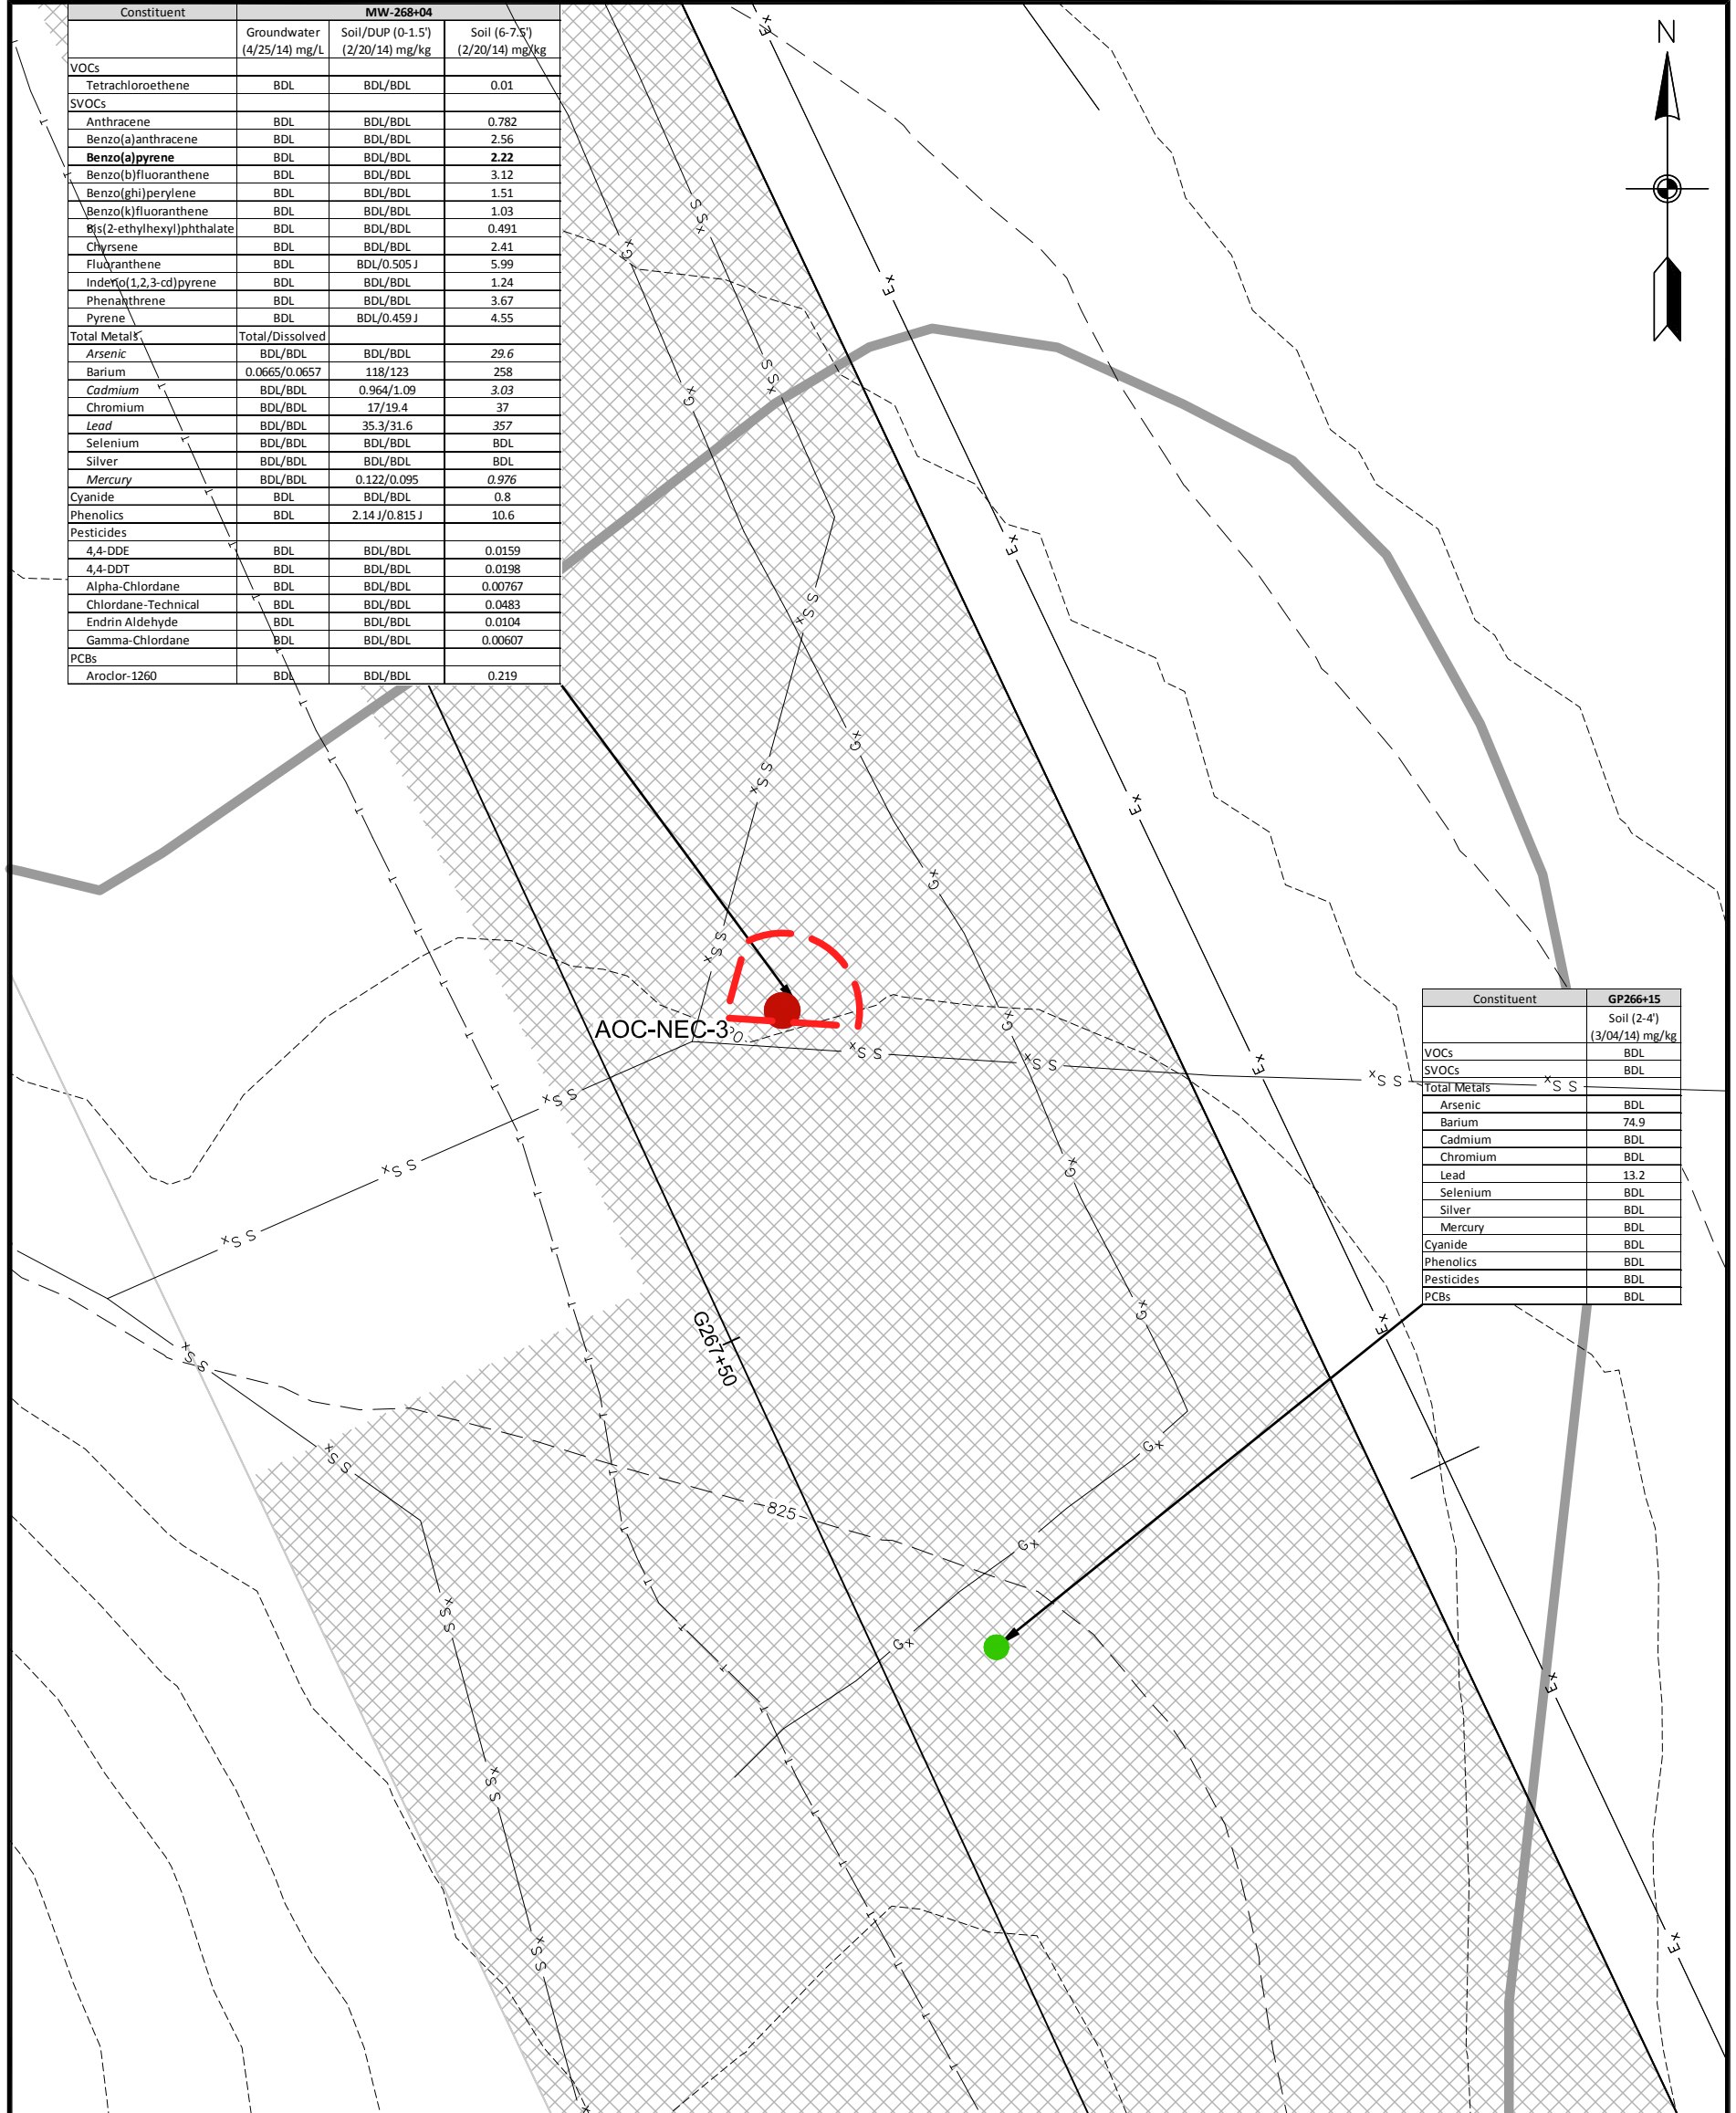 Constituent MW-268+04
Groundwater (4/25/14) mg/L Soil/DUP (0-1.5') (2/20/14) mg/kg Soil (6-7.5') (2/20/14) mg/kg
VOCs
Tetrachloroethene BDL BDL/BDL 0.01
SVOCs
Anthracene BDL BDL/BDL 0.782
Benzo(a)anthracene BDL BDL/BDL 2.56
Benzo(a)pyrene BDL BDL/BDL 2.22
Benzo(b)fluoranthene BDL BDL/BDL 3.12
Benzo(ghi)perylene BDL BDL/BDL 1.51
Benzo(k)fluoranthene BDL BDL/BDL 1.03
Bis(2-ethylhexyl)phthalate BDL BDL/BDL 0.491
Chyrsene BDL BDL/BDL 2.41
Fluoranthene BDL BDL/0.505 J 5.99
Indeno(1,2,3-cd)pyrene BDL BDL/BDL 1.24
Phenanthrene BDL BDL/BDL 3.67
Pyrene BDL BDL/0.459 J 4.55
Total Metals Total/Dissolved
Arsenic BDL/BDL BDL/BDL 29.6
Barium 0.0665/0.0657 118/123 258
Cadmium BDL/BDL 0.964/1.09 3.03
Chromium BDL/BDL 17/19.4 37
Lead BDL/BDL 35.3/31.6 357
Selenium BDL/BDL BDL/BDL BDL
Silver BDL/BDL BDL/BDL BDL
Mercury BDL/BDL 0.122/0.095 0.976
Cyanide BDL BDL/BDL 0.8
Phenolics BDL 2.14 J/0.815 J 10.6
Pesticides
4,4-DDE BDL BDL/BDL 0.0159
4,4-DDT BDL BDL/BDL 0.0198
Alpha-Chlordane BDL BDL/BDL 0.00767
Chlordane-Technical BDL BDL/BDL 0.0483
Endrin Aldehyde BDL BDL/BDL 0.0104
Gamma-Chlordane BDL BDL/BDL 0.00607
PCBs
Aroclor-1260 BDL BDL/BDL 0.219
N
AOC-NEC-3
G267+50
825
Constituent GP266+15
Soil (2-4')
(3/04/14) mg/kg
VOCs BDL
SVOCs BDL
Total Metals
Arsenic BDL
Barium 74.9
Cadmium BDL
Chromium BDL
Lead 13.2
Selenium BDL
Silver BDL
Mercury BDL
Cyanide BDL
Phenolics BDL
Pesticides BDL
PCBs BDL